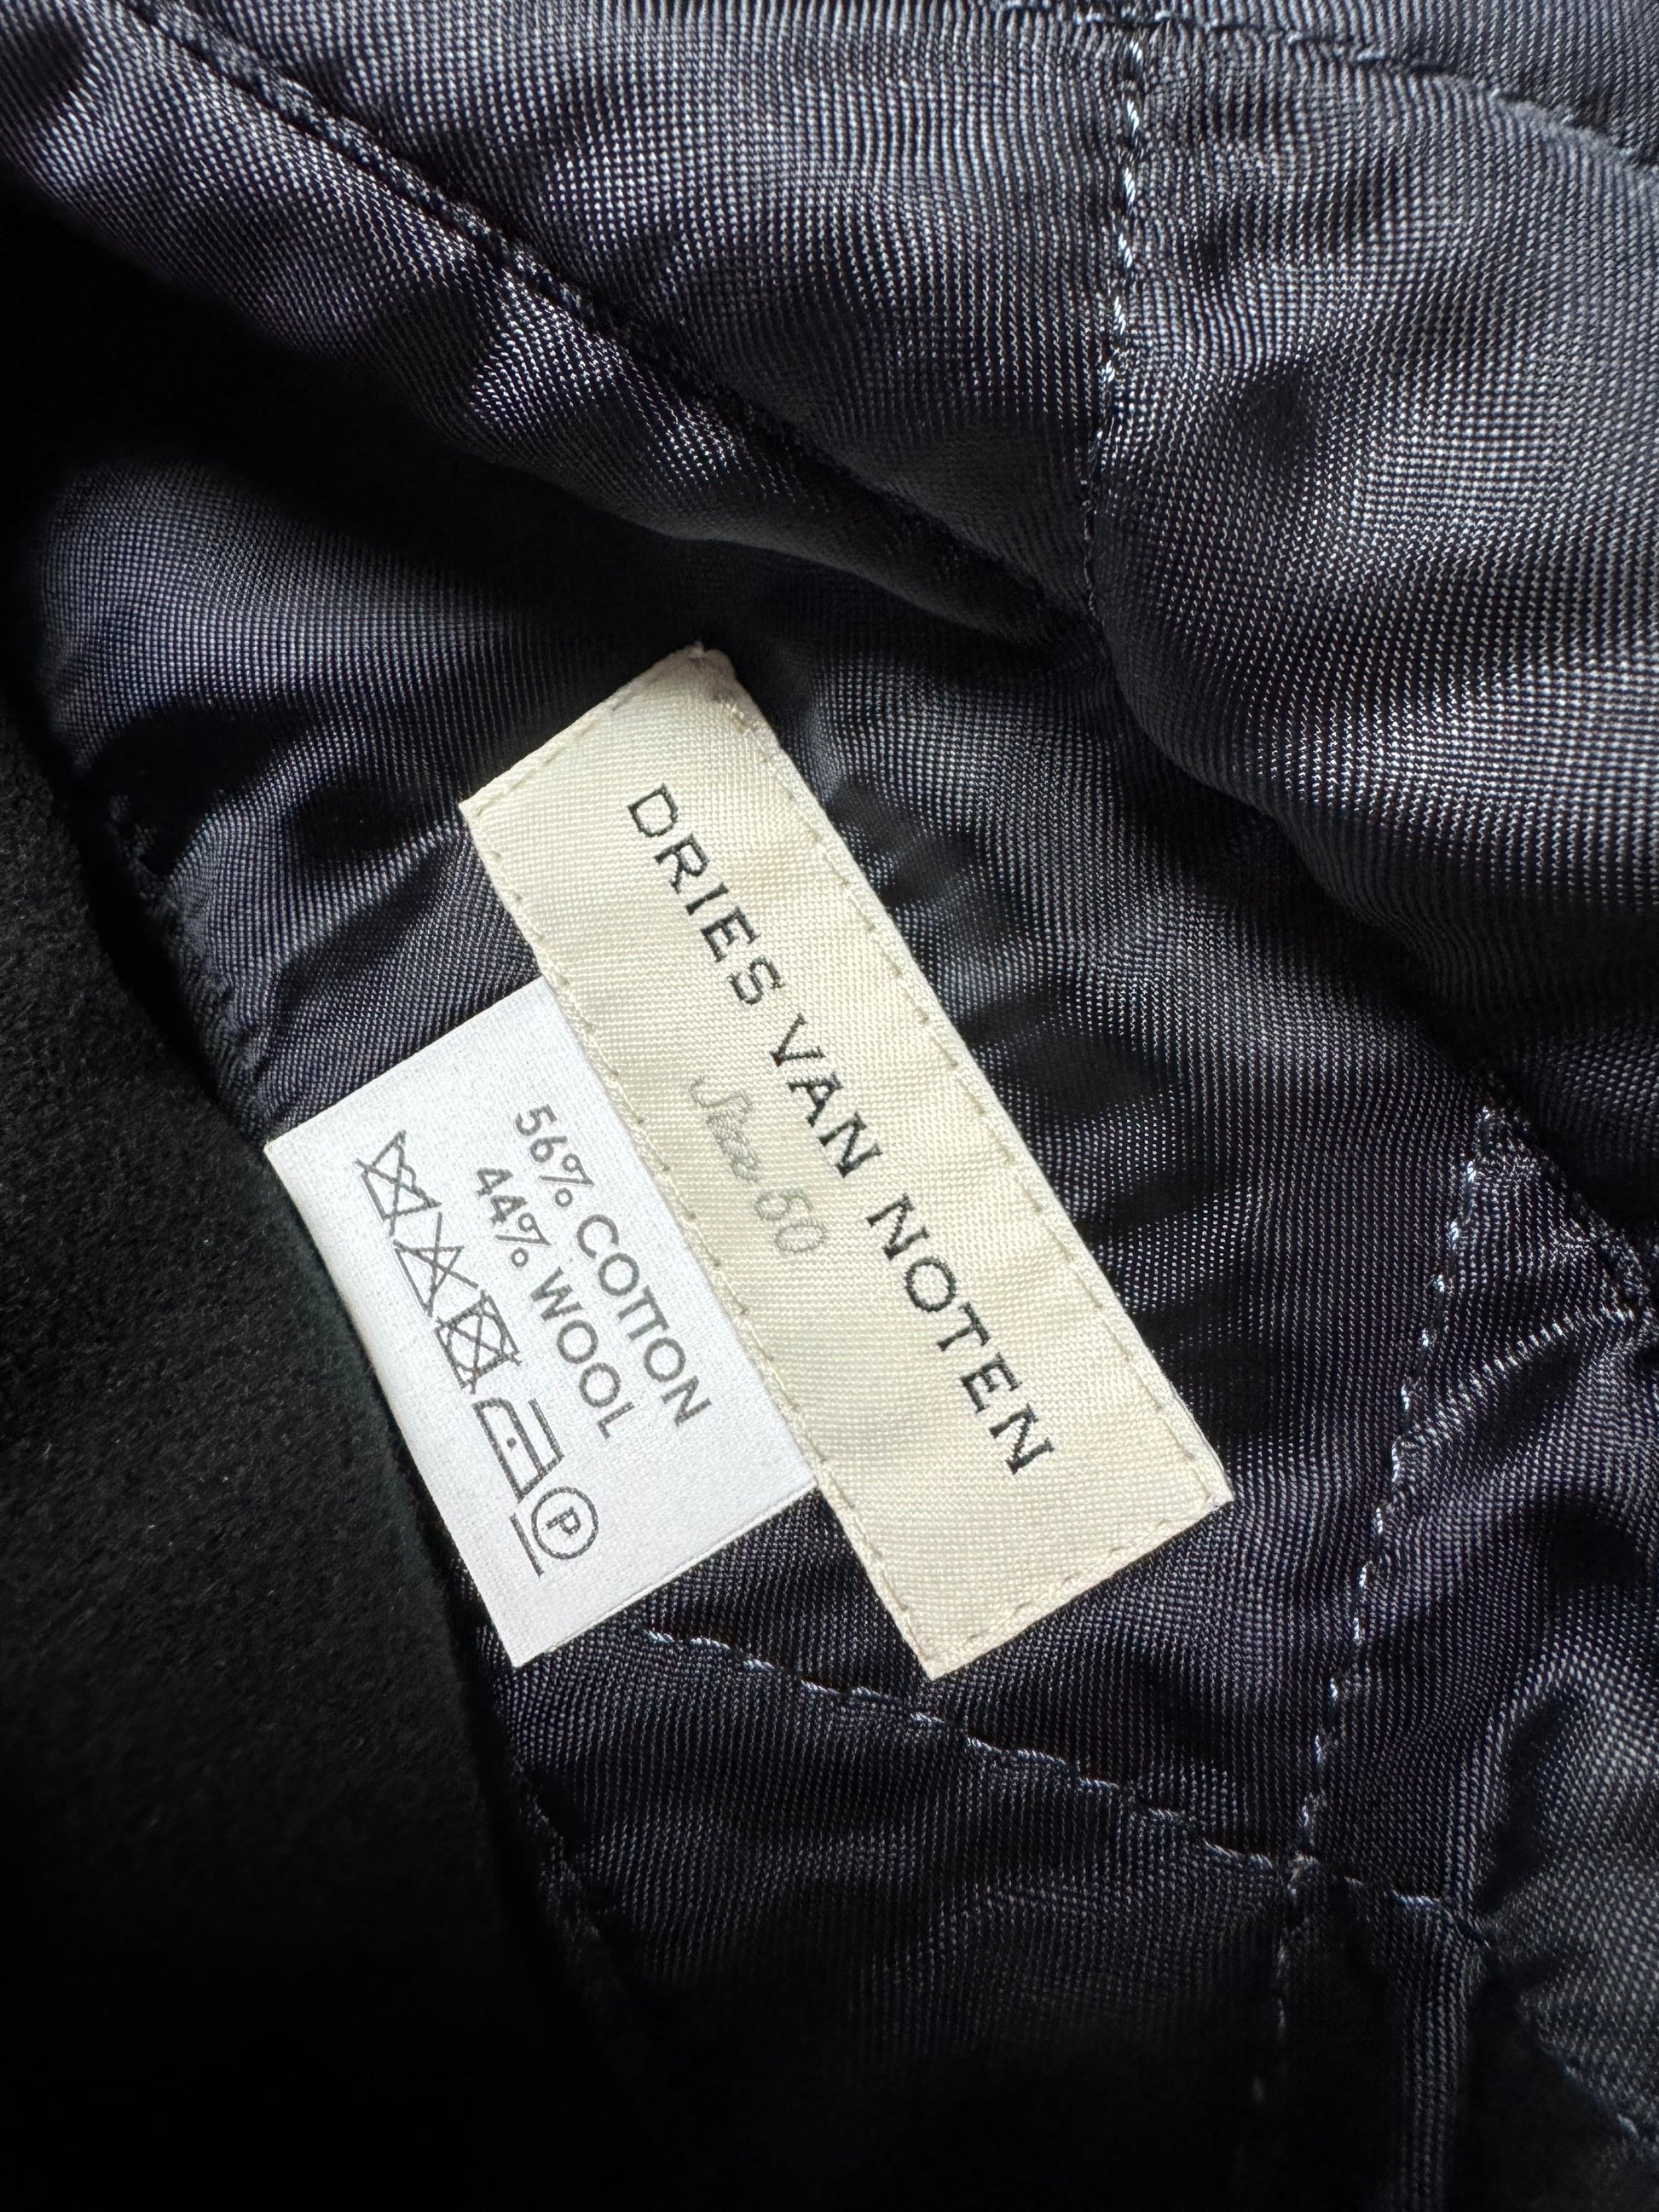 DRIES VAN NOTEN
Size 50
56% COTTON
44% WOOL
P